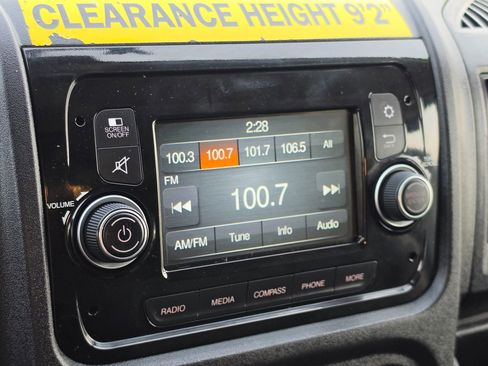 CLEARANCE HEIGHT 9'2"
SCREEN
ON/OFF
2:28
100.3 100.7 101.7 106.5 All
FM
100.7
VOLUME
AM/FM Tune Info Audio
RADIO MEDIA COMPASS PHONE MORE